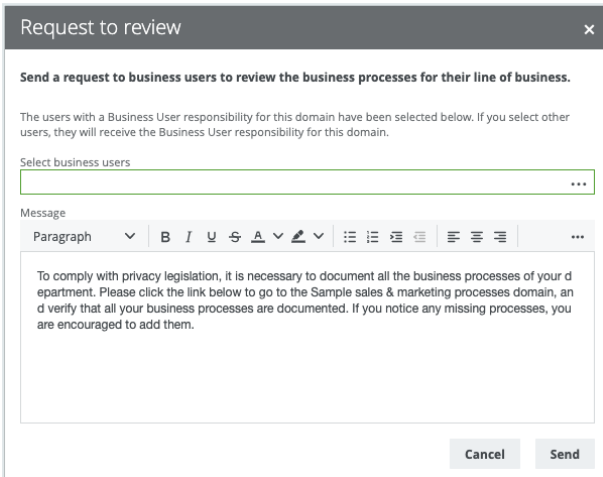 Request to review
×
Send a request to business users to review the business processes for their line of business.
The users with a Business User responsibility for this domain have been selected below. If you select other
users, they will receive the Business User responsibility for this domain.
Select business users
...
Message
Paragraph B I U S A ...
To comply with privacy legislation, it is necessary to document all the business processes of your d
epartment. Please click the link below to go to the Sample sales & marketing processes domain, an
d verify that all your business processes are documented. If you notice any missing processes, you
are encouraged to add them.
Cancel Send